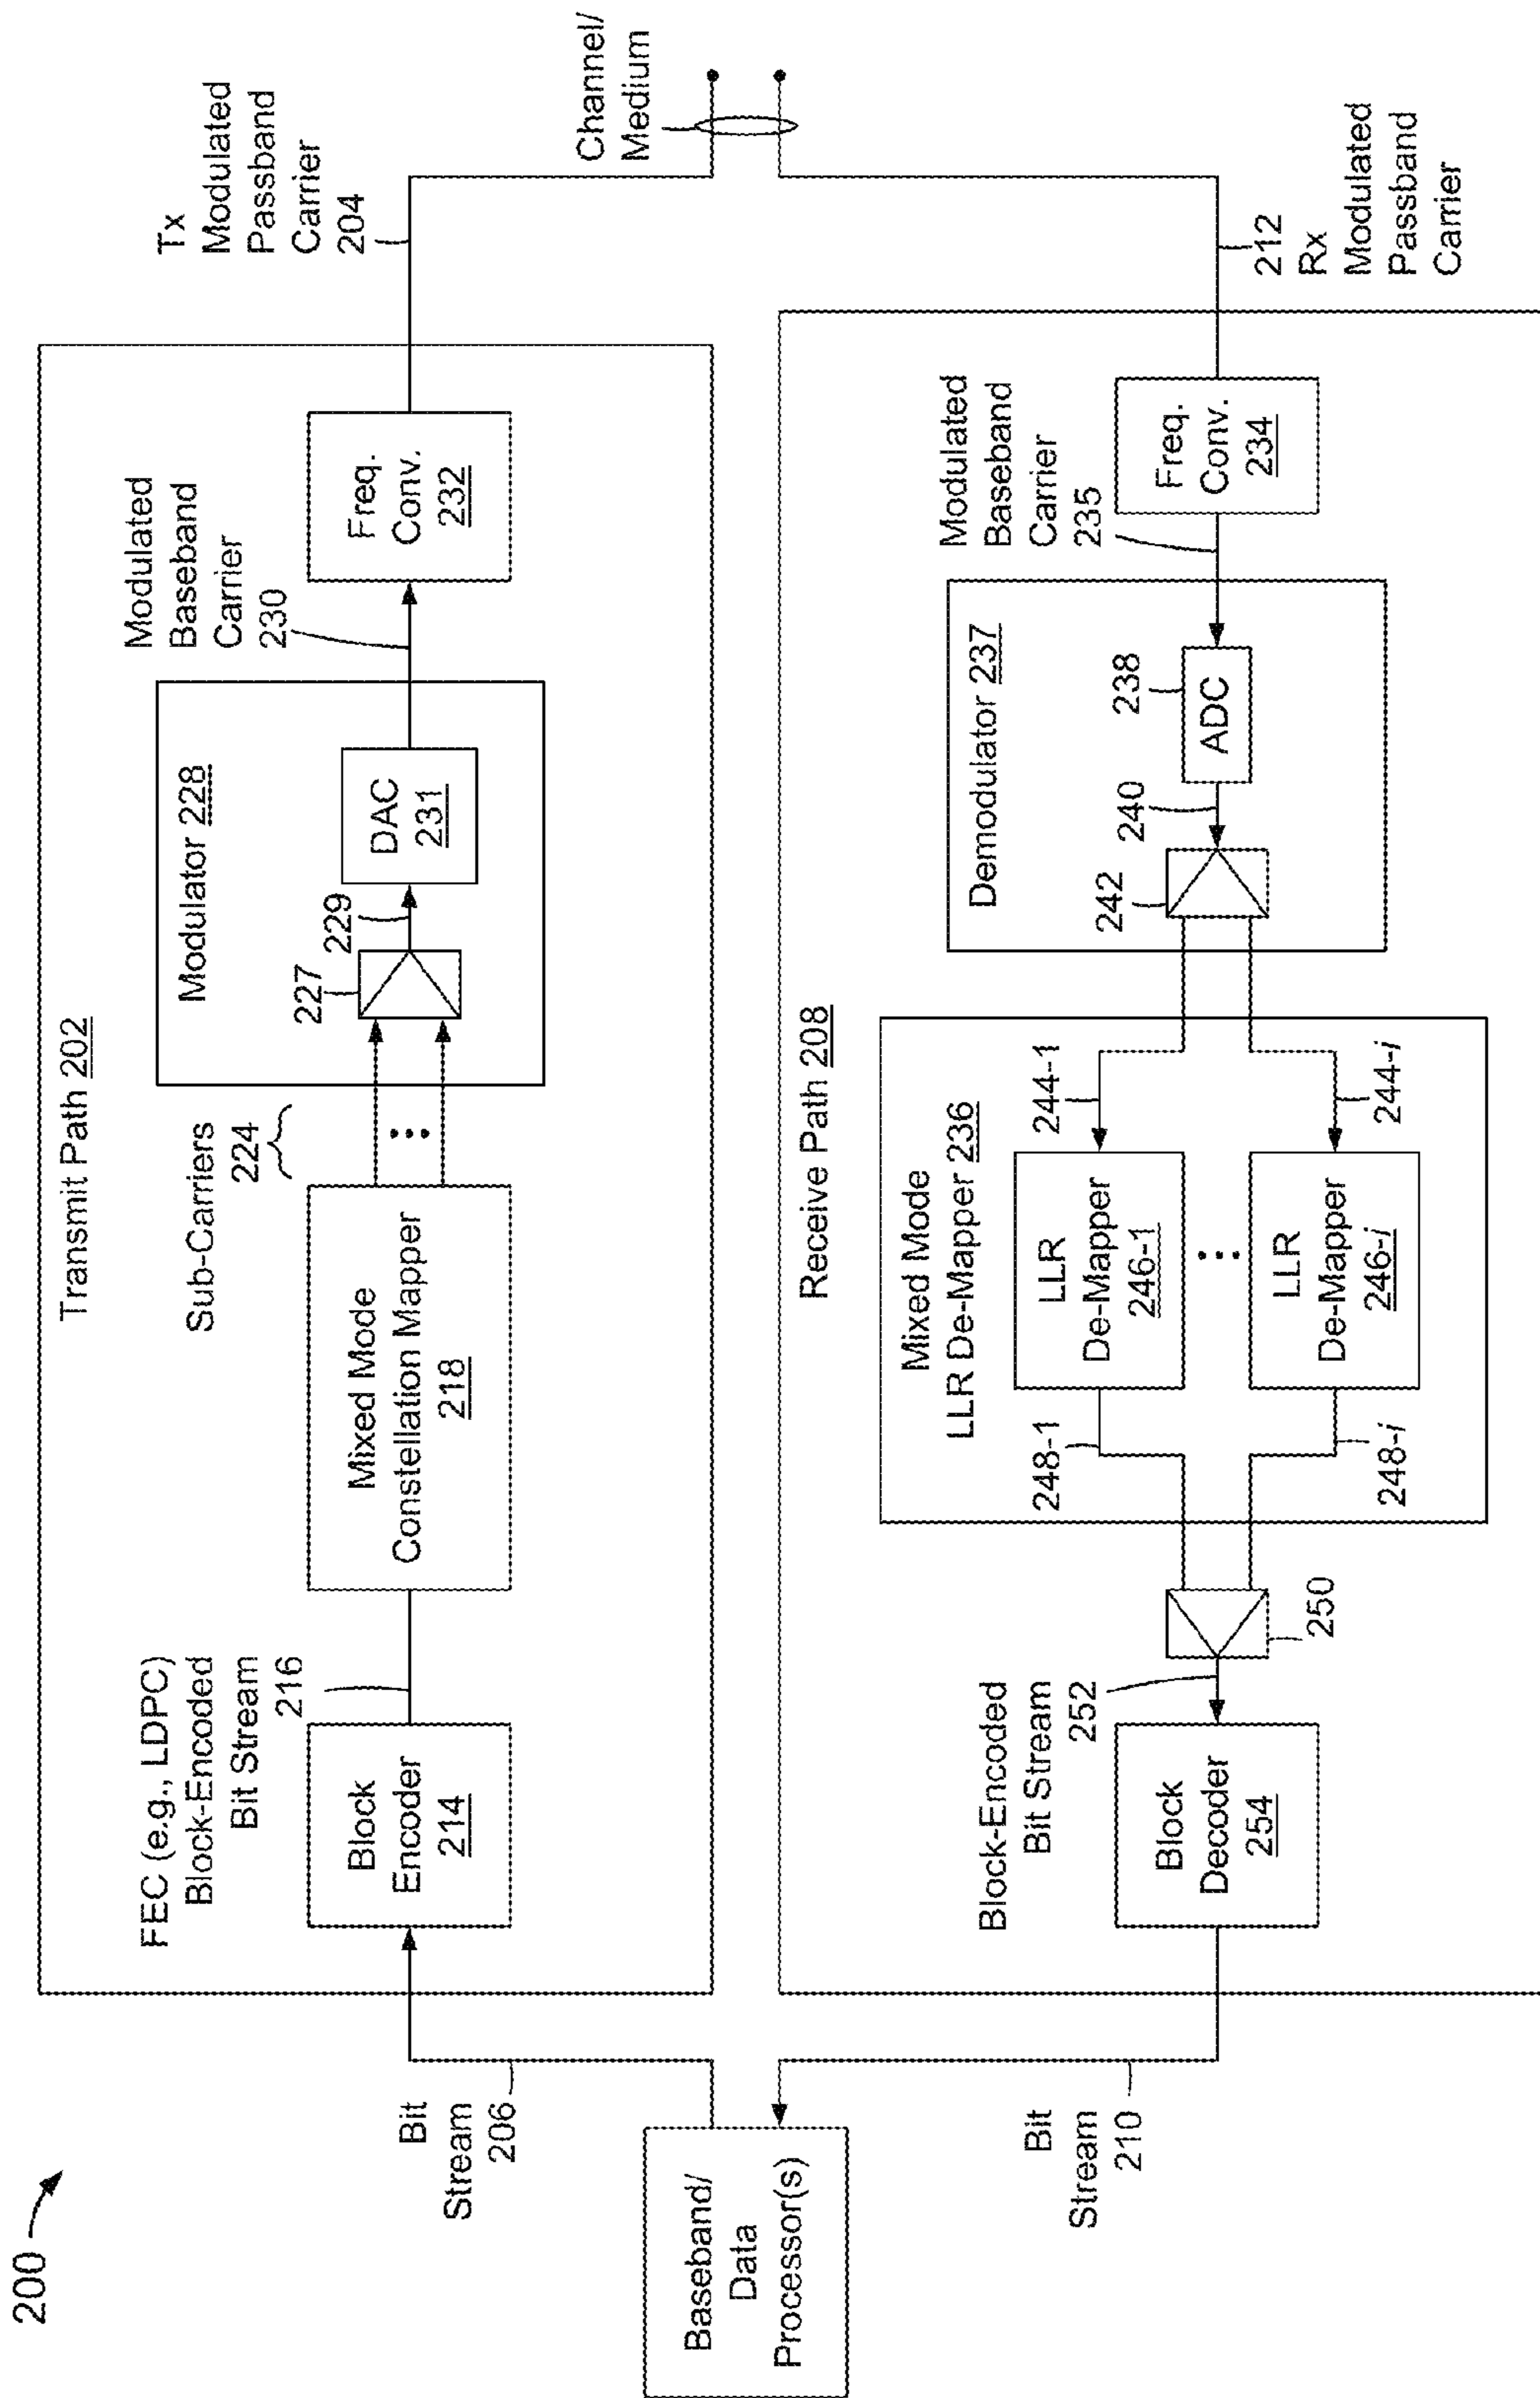 200
Baseband/
Data
Processor(s)
Bit
Stream
206
Bit
Stream
210
Transmit Path 202
FEC (e.g., LDPC)
Block-Encoded
Bit Stream
216
Block
Encoder
214
Mixed Mode
Constellation Mapper
218
Sub-Carriers
224
Modulator 228
227
229
DAC
231
Modulated
Baseband
Carrier
230
Freq.
Conv.
232
Tx
Modulated
Passband
Carrier
204
Channel/
Medium
Receive Path 208
Block-Encoded
Bit Stream
252
Block
Decoder
254
250
Mixed Mode
LLR De-Mapper 236
248-1
LLR
De-Mapper
246-1
244-1
248-i
LLR
De-Mapper
246-i
244-i
Demodulator 237
242
240
238
ADC
Modulated
Baseband
Carrier
235
Freq.
Conv.
234
212
Rx
Modulated
Passband
Carrier